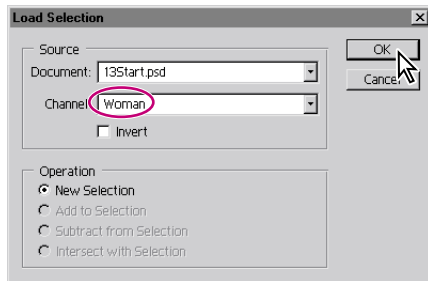 Load Selection
Source
Document: 13Start.psd
Channel: Woman
Invert
OK
Cancel
Operation
New Selection
Add to Selection
Subtract from Selection
Intersect with Selection